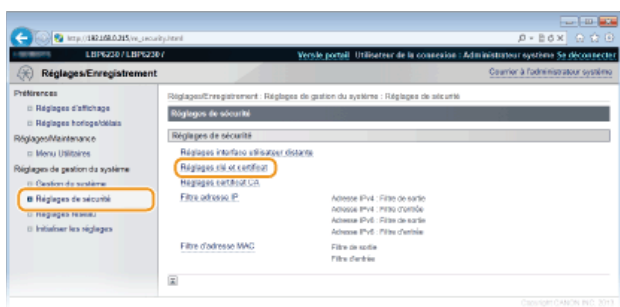 http://192.168.0.215/m_security.html
LBP6230 / LBP6230 /
Vers le portail Utilisateur de la connexion : Administrateur système Se déconnecter
Réglages/Enregistrement
Courrier à l'administrateur système
Préférences
Réglages d'affichage
Réglages horloge/délais
Réglages/Maintenance
Menu Utilitaires
Réglages de gestion du système
Gestion du système
Réglages de sécurité
Réglages réseau
Initialiser les réglages
Réglages/Enregistrement : Réglages de gestion du système : Réglages de sécurité
Réglages de sécurité
Réglages de sécurité
Réglages interface utilisateur distante
Réglages clé et certificat
Réglages certificat CA
Filtre adresse IP
Adresse IPv4 : Filtre de sortie
Adresse IPv4 : Filtre d'entrée
Adresse IPv6 : Filtre de sortie
Adresse IPv6 : Filtre d'entrée
Filtre d'adresse MAC
Filtre de sortie
Filtre d'entrée
Copyright CANON INC. 2013